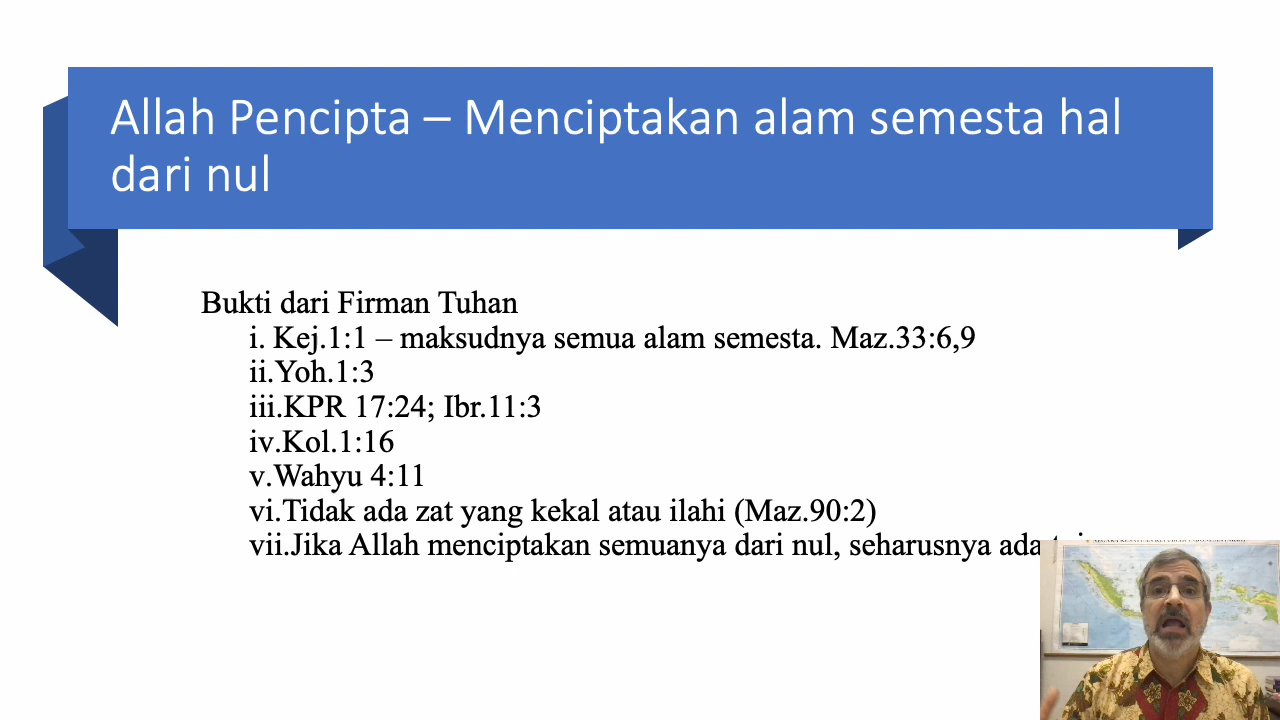 Allah Pencipta – Menciptakan alam semesta hal
dari nul
Bukti dari Firman Tuhan
i. Kej.1:1 – maksudnya semua alam semesta. Maz.33:6,9
ii.Yoh.1:3
iii.KPR 17:24; Ibr.11:3
iv.Kol.1:16
v.Wahyu 4:11
vi.Tidak ada zat yang kekal atau ilahi (Maz.90:2)
vii.Jika Allah menciptakan semuanya dari nul, seharusnya ada